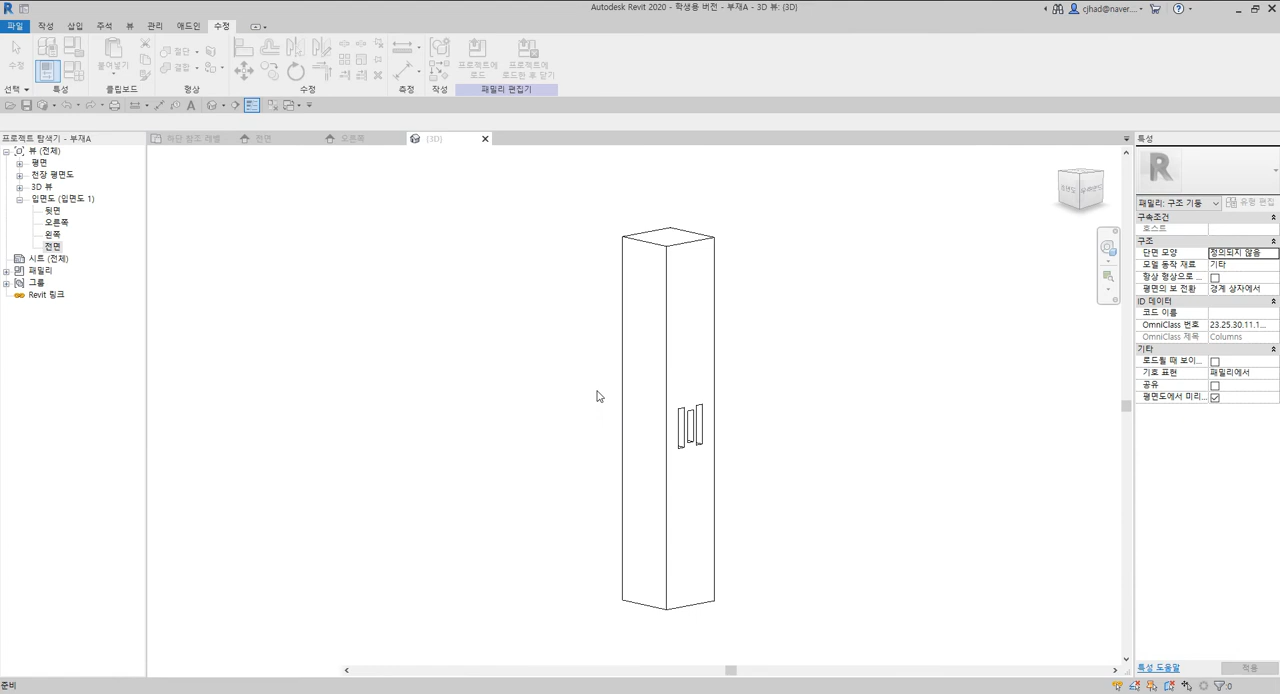 Autodesk Revit 2020 - 학생용 버전 - 부재A - 3D 뷰: {3D}
cjhad@naver....
파일 작성 삽입 주석 뷰 관리 애드인 수정
수정
붙여넣기
절단
결합
프로젝트에 로드
프로젝트에 로드한 후 닫기
선택 특성 클립보드 형상 수정 측정 작성 패밀리 편집기
프로젝트 탐색기 - 부재A
하단 참조 레벨 전면 오른쪽 {3D}
뷰 (전체)
평면
천장 평면도
3D 뷰
입면도 (입면도 1)
뒷면
오른쪽
왼쪽
전면
시트 (전체)
패밀리
그룹
Revit 링크
특성
패밀리: 구조 기둥 유형 편집
구속조건
호스트
구조
단면 모양 정의되지 않음
모델 동작 재료 기타
항상 형상으로 ...
평면의 보 전환 경계 상자에서
ID 데이터
코드 이름
OmniClass 번호 23.25.30.11.1...
OmniClass 제목 Columns
기타
로드될 때 보이...
기호 표현 패밀리에서
공유
평면도에서 미리...
특성 도움말 적용
준비
:0